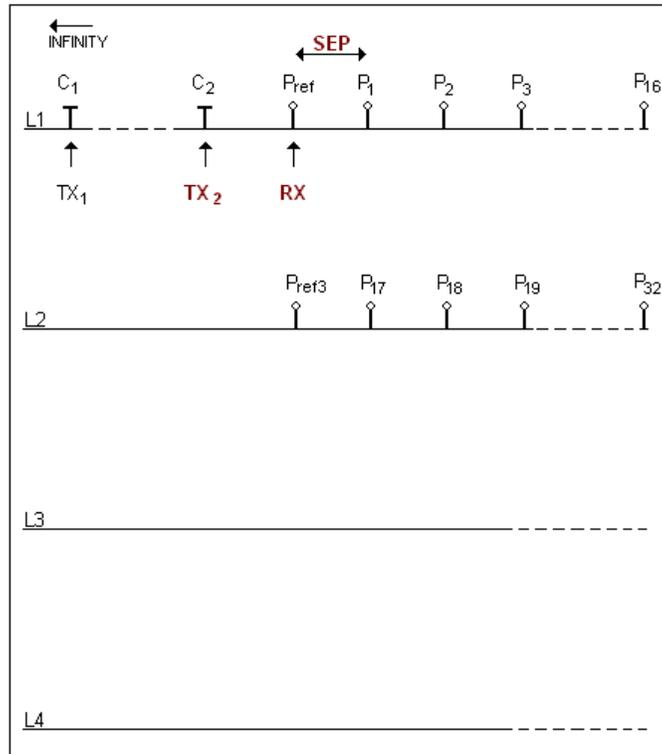 INFINITY
SEP
C1 C2 Pref P1 P2 P3 P16
L1
TX1 TX2 RX
Pref3 P17 P18 P19 P32
L2
L3
L4